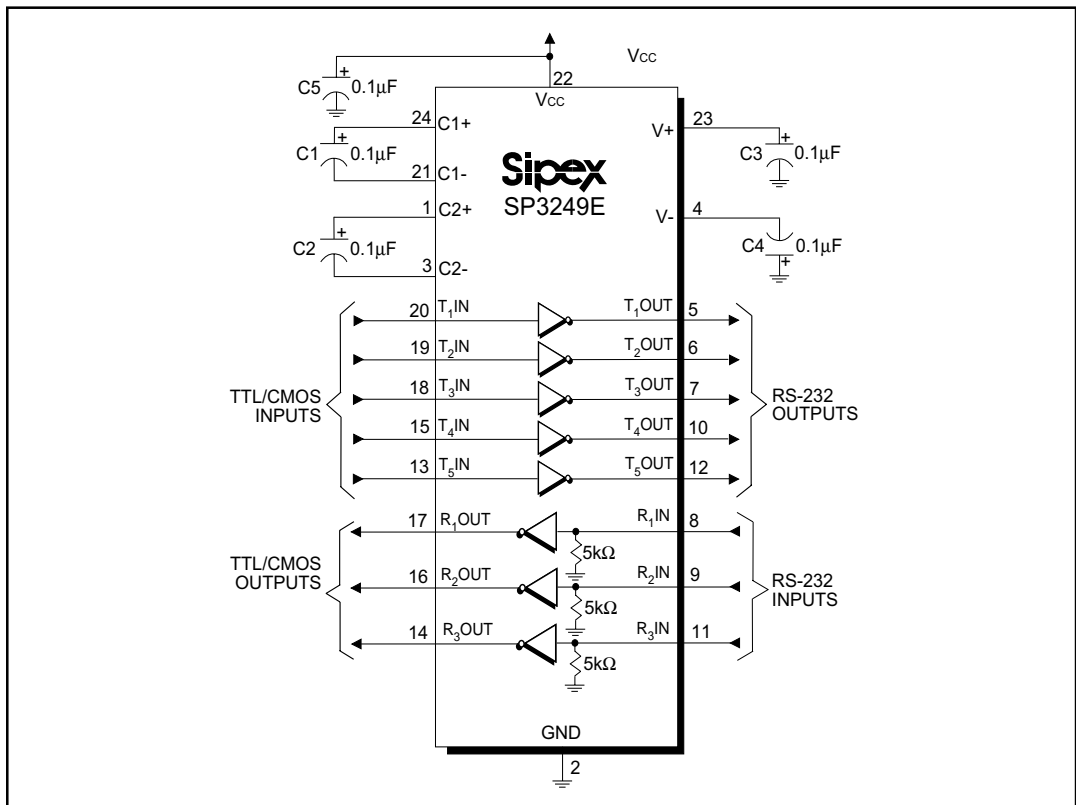 VCC
22
VCC
C5
+
0.1µF
24 C1+
C1
+
0.1µF
21 C1-
1 C2+
C2
+
0.1µF
3 C2-
Sipex
SP3249E
V+ 23
C3
+
0.1µF
V- 4
C4
+
0.1µF
TTL/CMOS
INPUTS
20 T1IN T1OUT 5
19 T2IN T2OUT 6
18 T3IN T3OUT 7
15 T4IN T4OUT 10
13 T5IN T5OUT 12
RS-232
OUTPUTS
TTL/CMOS
OUTPUTS
17 R1OUT R1IN 8
5kΩ
16 R2OUT R2IN 9
5kΩ
14 R3OUT R3IN 11
5kΩ
RS-232
INPUTS
GND
2